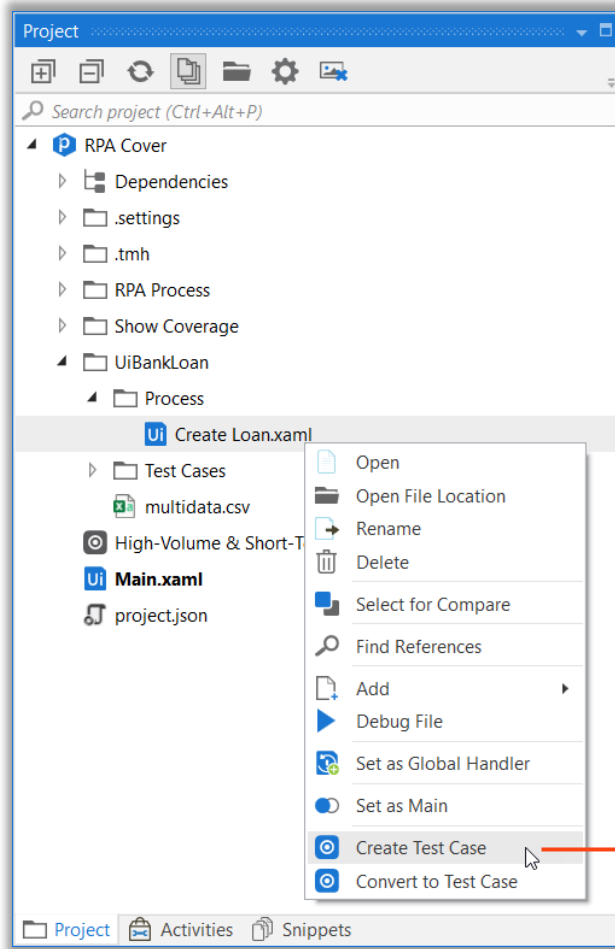 Project
Search project (Ctrl+Alt+P)
RPA Cover
Dependencies
.settings
.tmh
RPA Process
Show Coverage
UiBankLoan
Process
Ui Create Loan.xaml
Test Cases
multidata.csv
High-Volume & Short-T
Ui Main.xaml
project.json
Open
Open File Location
Rename
Delete
Select for Compare
Find References
Add
Debug File
Set as Global Handler
Set as Main
Create Test Case
Convert to Test Case
Project Activities Snippets